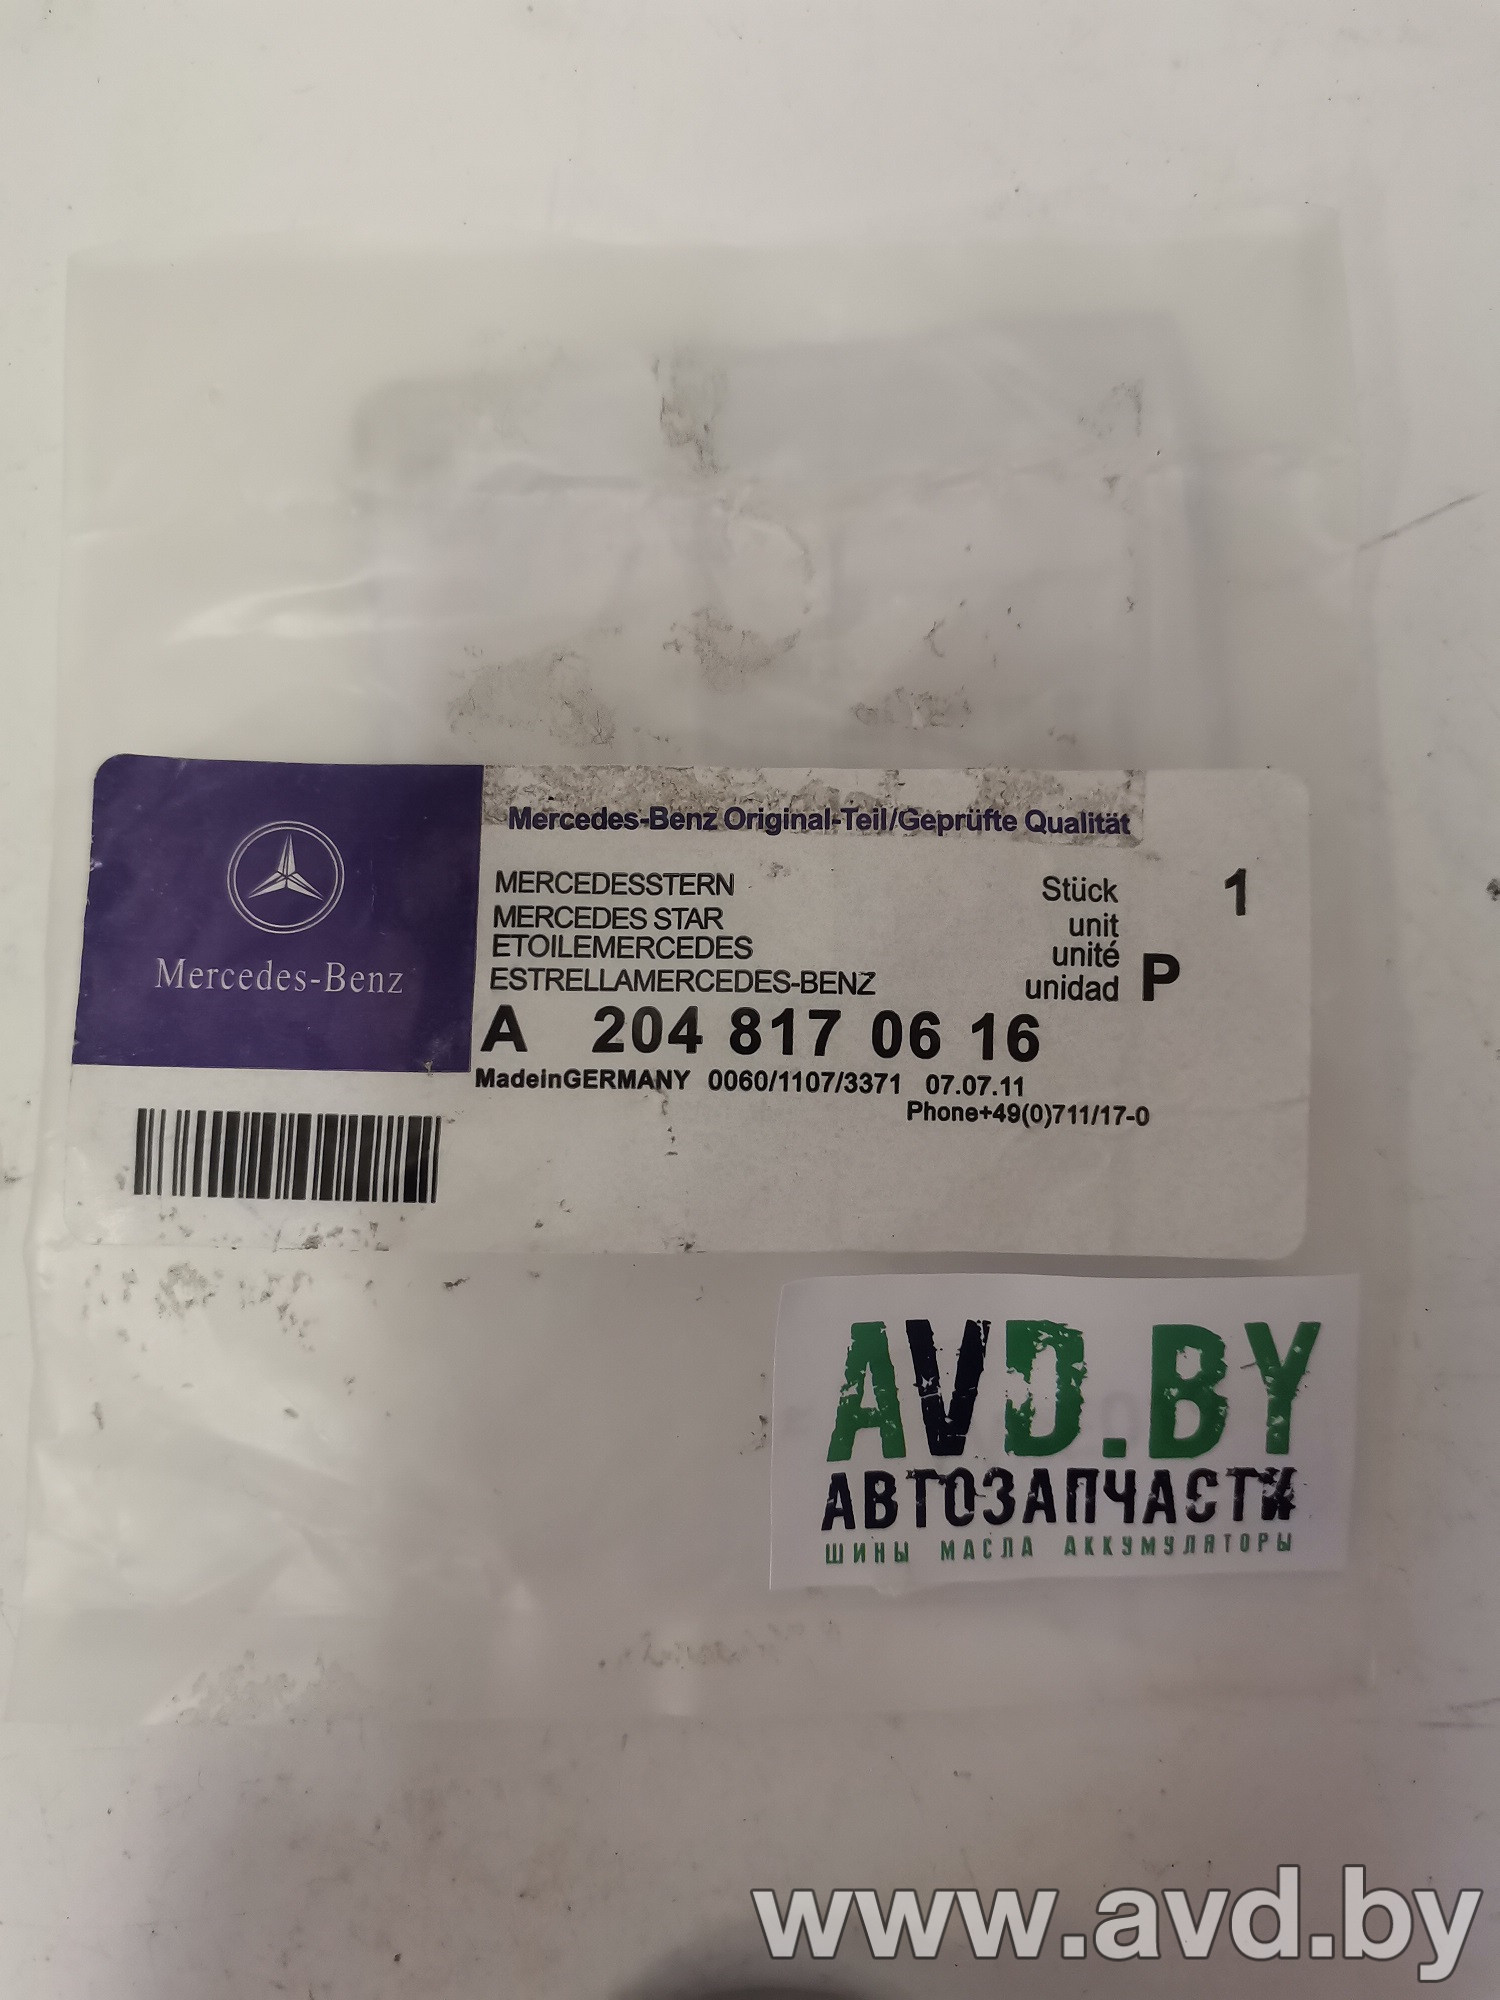 Mercedes-Benz Original-Teil/Geprüfte Qualität
Mercedes-Benz
MERCEDESSTERN Stück 1
MERCEDES STAR unit
ETOILEMERCEDES unité
ESTRELLAMERCEDES-BENZ unidad P
A 204 817 06 16
MadeinGERMANY 0060/1107/3371 07.07.11
Phone+49(0)711/17-0
AVD.BY
АВТОЗАПЧАСТИ
ШИНЫ МАСЛА АККУМУЛЯТОРЫ
www.avd.by